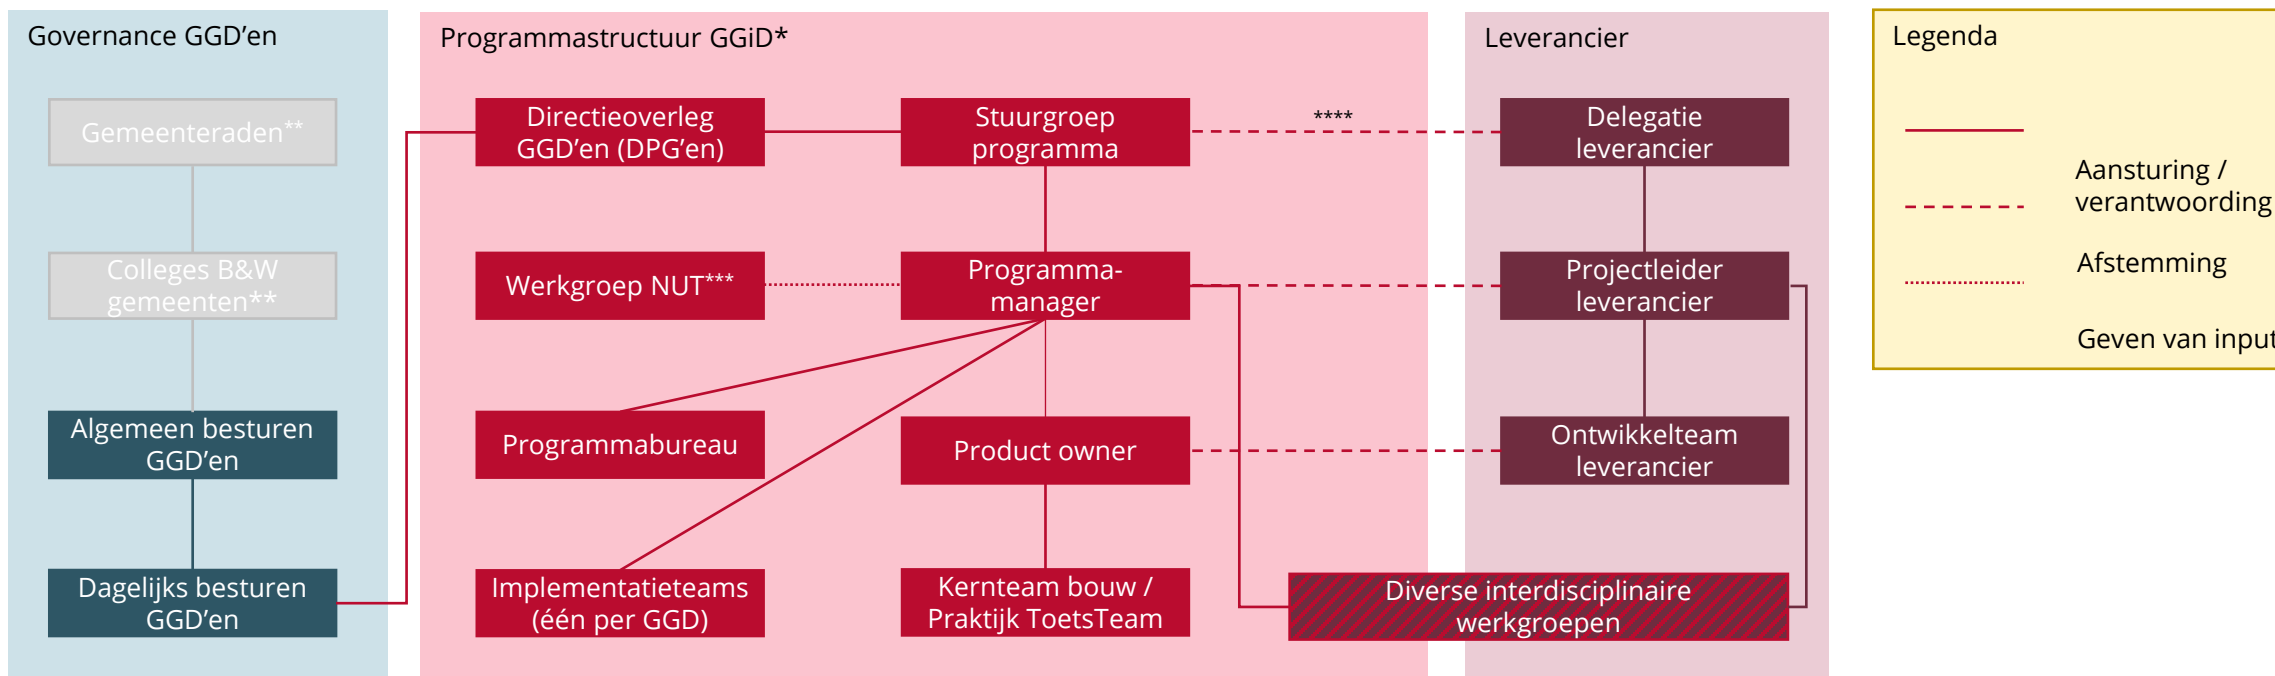 Governance GGD’en
Gemeenteraden**
Colleges B&W
gemeenten**
Algemeen besturen
GGD’en
Dagelijks besturen
GGD’en
Programmastructuur GGiD*
Directieoverleg
GGD’en (DPG’en)
Stuurgroep
programma
****
Werkgroep NUT***
Programma-
manager
Programmabureau
Product owner
Implementatieteams
(één per GGD)
Kernteam bouw /
Praktijk ToetsTeam
Leverancier
Delegatie
leverancier
Projectleider
leverancier
Ontwikkelteam
leverancier
Diverse interdisciplinaire
werkgroepen
Legenda
Aansturing /
verantwoording
Afstemming
Geven van input